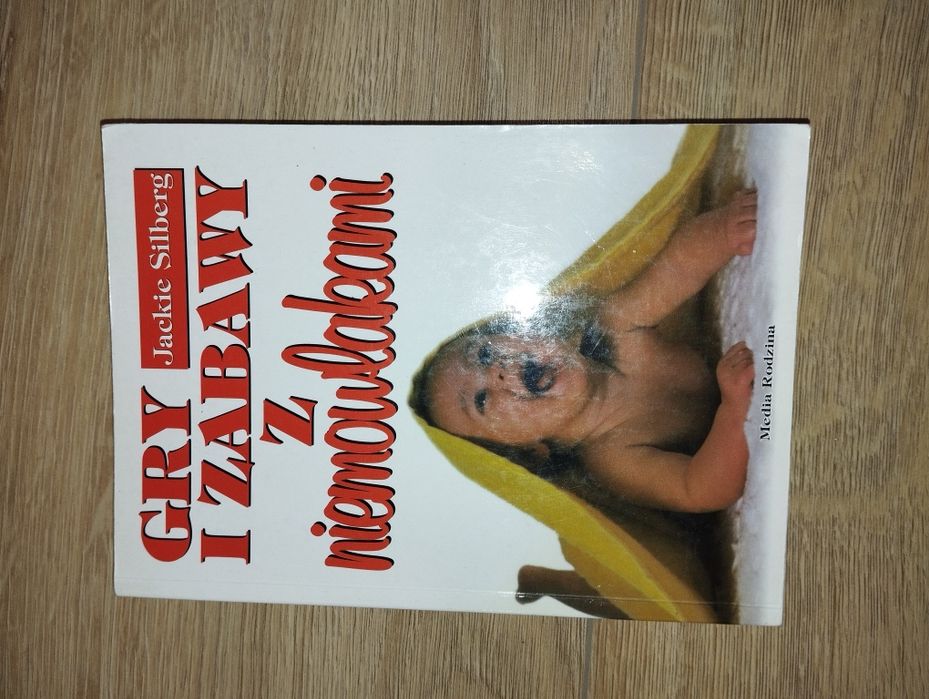 GRY Jackie Silberg
I ZABAWY
Z
niemowlakami
Media Rodzina